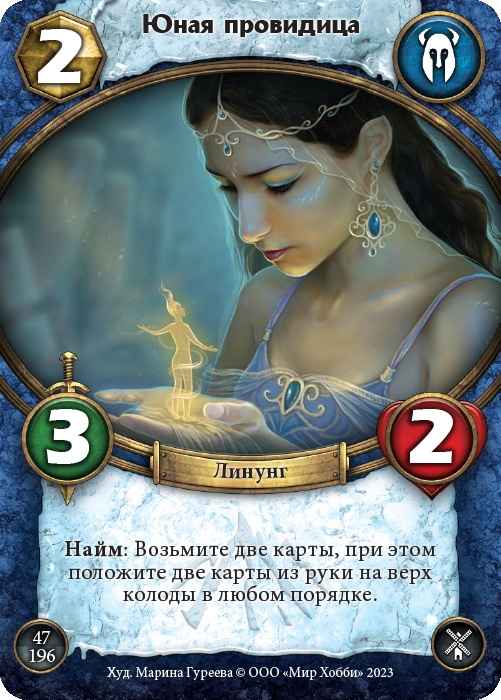 Юная провидица
2
3
2
Линунг
Найм: Возьмите две карты, при этом
положите две карты из руки на верх
колоды в любом порядке.
47
196
Худ. Марина Гуреева © ООО «Мир Хобби» 2023